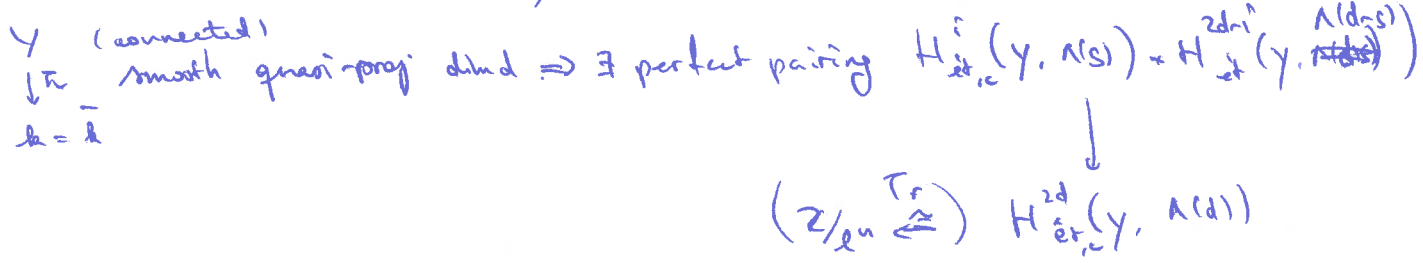 Y (connected)
↓π smooth quasi-proj dim d ⇒ ∃ perfect pairing H^i_{ét,c}(Y, Λ(s)) × H^{2d-i}_{ét}(Y, Λ(d-s))
k = k̄
↓
(Z/ℓ^n ≅^{Tr} ) H^{2d}_{ét,c}(Y, Λ(d))